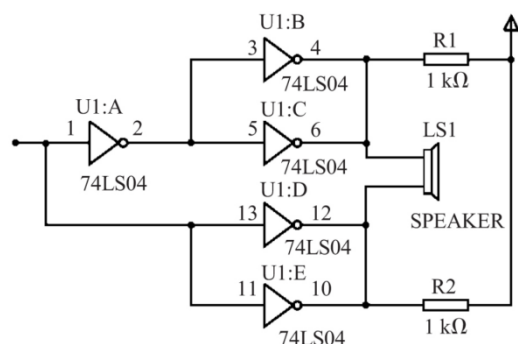 U1:B
3 4
74LS04
R1
1 kΩ
U1:A
1 2
74LS04
U1:C
5 6
74LS04
LS1
SPEAKER
U1:D
13 12
74LS04
U1:E
11 10
74LS04
R2
1 kΩ